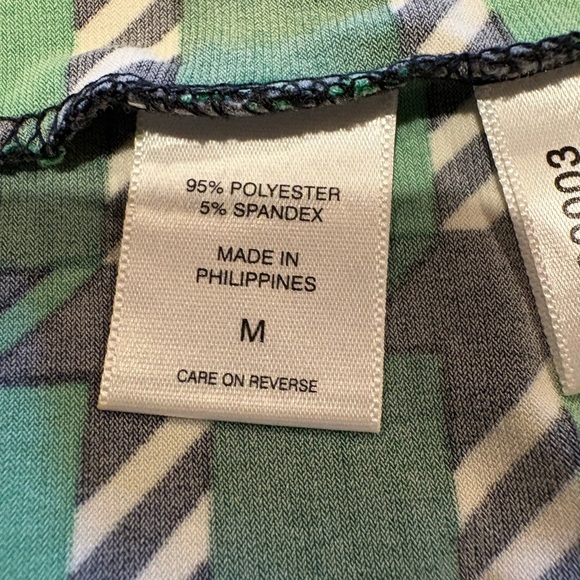 95% POLYESTER
5% SPANDEX
MADE IN
PHILIPPINES
M
CARE ON REVERSE